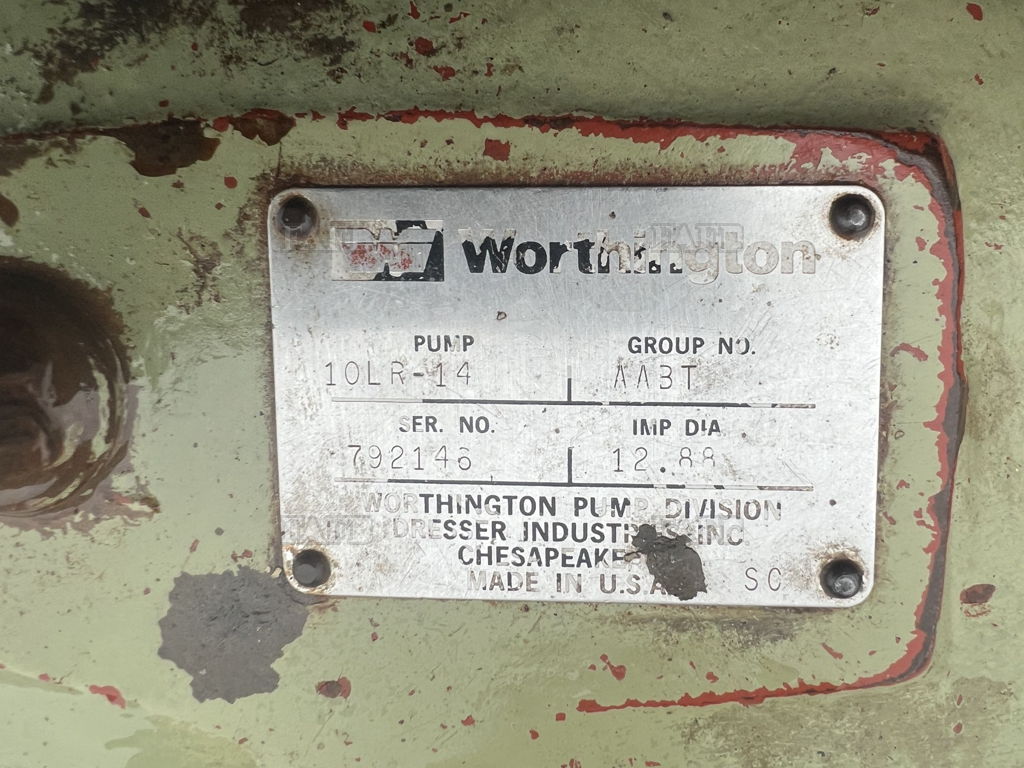 Worthington
PUMP GROUP NO.
10LR-14 AA3T
SER. NO. IMP DIA
792146 12.88
WORTHINGTON PUMP DIVISION
DRESSER INDUSTRIES INC.
CHESAPEAKE
MADE IN U.S.A. SC